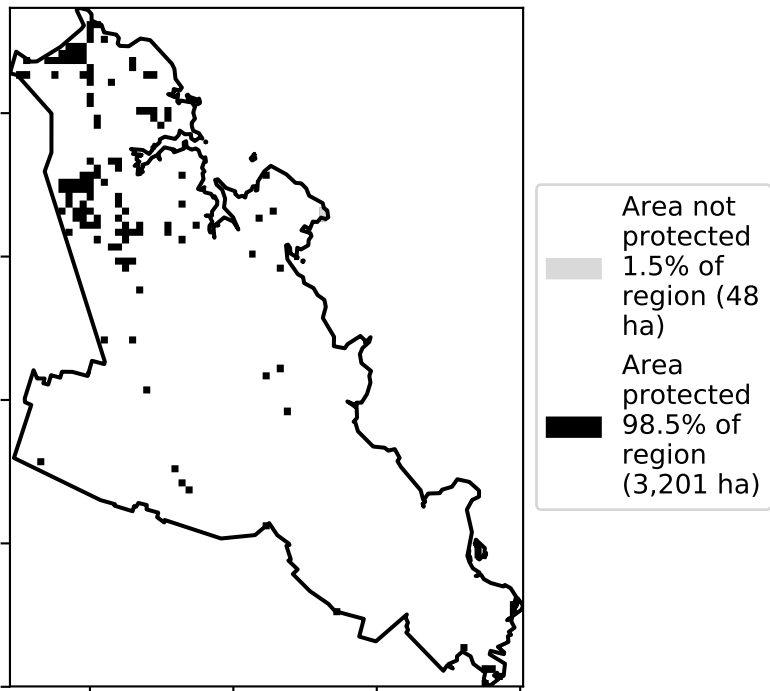 Area not
protected
1.5% of
region (48
ha)
Area
protected
98.5% of
region
(3,201 ha)